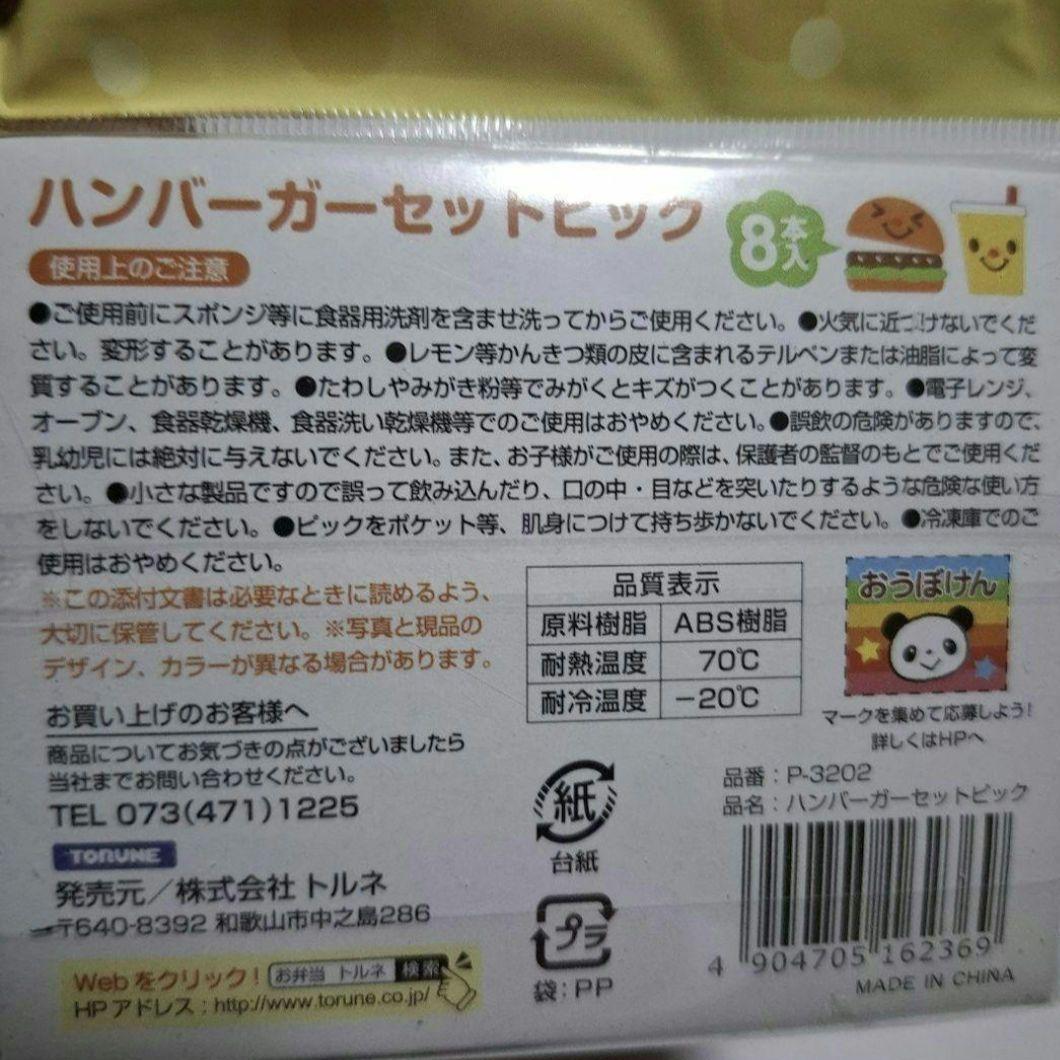 ハンバーガーセットピック
8本入
使用上のご注意
●ご使用前にスポンジ等に食器用洗剤を含ませ洗ってからご使用ください。●火気に近づけないでくだ
さい。変形することがあります。●レモン等かんきつ類の皮に含まれるテルペンまたは油脂によって変
質することがあります。●たわしやみがき粉等でみがくとキズがつくことがあります。●電子レンジ、
オーブン、食器乾燥機、食器洗い乾燥機等でのご使用はおやめください。●誤飲の危険がありますので、
乳幼児には絶対に与えないでください。また、お子様がご使用の際は、保護者の監督のもとでご使用くだ
さい。●小さな製品ですので誤って飲み込んだり、口の中・目などを突いたりするような危険な使い方
をしないでください。●ピックをポケット等、肌身につけて持ち歩かないでください。●冷凍庫でのご
使用はおやめください。
※この添付文書は必要なときに読めるよう、
大切に保管してください。※写真と現品の
デザイン、カラーが異なる場合があります。
品質表示
原料樹脂 ABS樹脂
耐熱温度 70℃
耐冷温度 −20℃
おうぼけん
マークを集めて応募しよう!
詳しくはHPへ
お買い上げのお客様へ
商品についてお気づきの点がございましたら
当社までお問い合わせください。
TEL 073(471)1225
TORUNE
発売元／株式会社 トルネ
〒640-8392 和歌山市中之島286
Webをクリック! お弁当 トルネ 検索
HPアドレス：http://www.torune.co.jp/
紙
台紙
プラ
袋:PP
品番：P-3202
品名：ハンバーガーセットピック
4 904705 162369
MADE IN CHINA